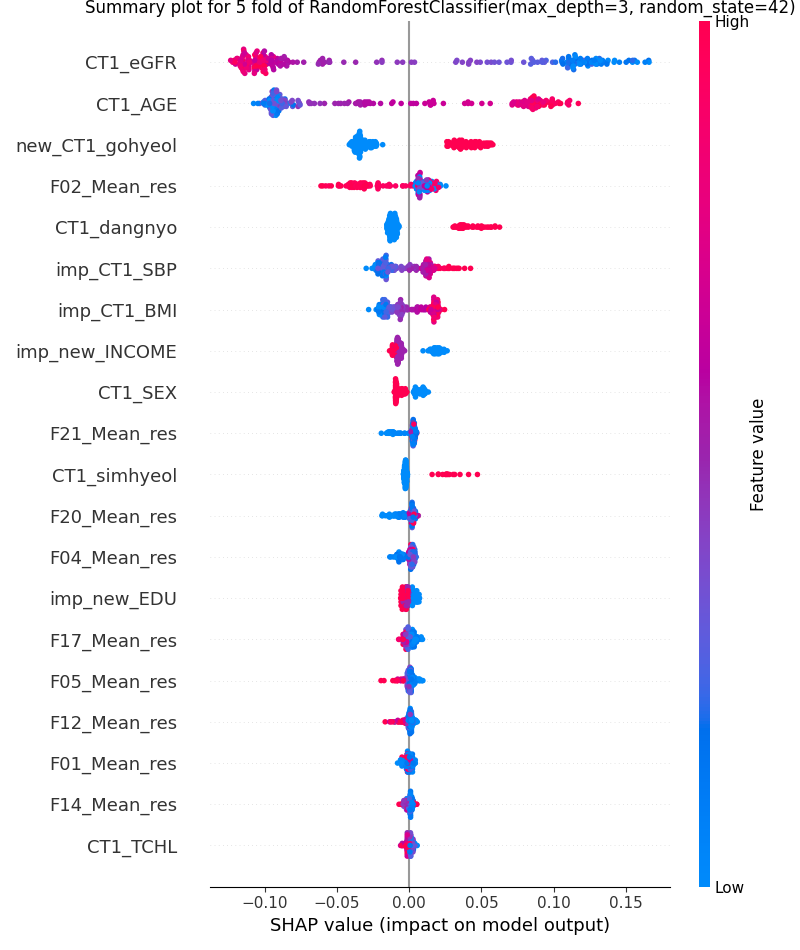 Summary plot for 5 fold of RandomForestClassifier(max_depth=3, random_state=42)
High
CT1_eGFR
CT1_AGE
new_CT1_gohyeol
F02_Mean_res
CT1_dangnyo
imp_CT1_SBP
imp_CT1_BMI
imp_new_INCOME
CT1_SEX
F21_Mean_res
CT1_simhyeol
F20_Mean_res
F04_Mean_res
imp_new_EDU
F17_Mean_res
F05_Mean_res
F12_Mean_res
F01_Mean_res
F14_Mean_res
CT1_TCHL
Feature value
Low
−0.10 −0.05 0.00 0.05 0.10 0.15
SHAP value (impact on model output)